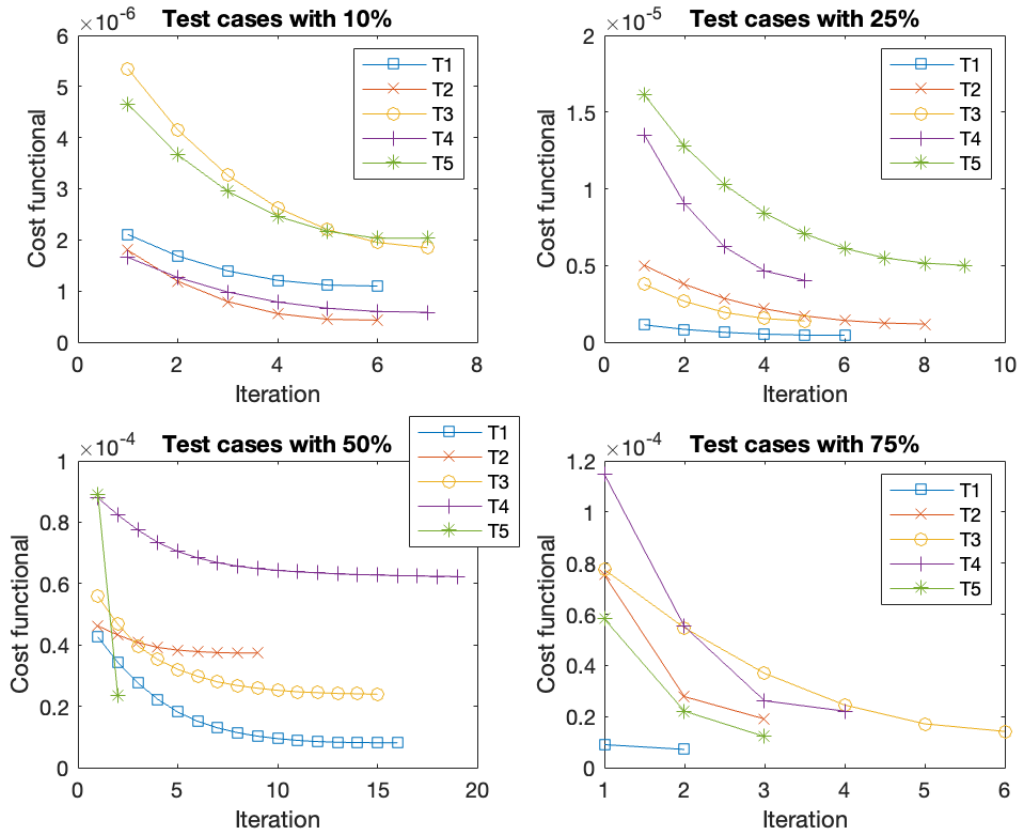 Test cases with 10%
×10-6
6
5
4
3
2
1
0
0
2
4
6
8
Cost functional
Iteration
T1
T2
T3
T4
T5
Test cases with 25%
×10-5
2
1.5
1
0.5
0
0
2
4
6
8
10
Cost functional
Iteration
T1
T2
T3
T4
T5
Test cases with 50%
×10-4
1
0.8
0.6
0.4
0.2
0
0
5
10
15
20
Cost functional
Iteration
T1
T2
T3
T4
T5
Test cases with 75%
×10-4
1.2
1
0.8
0.6
0.4
0.2
0
1
2
3
4
5
6
Cost functional
Iteration
T1
T2
T3
T4
T5